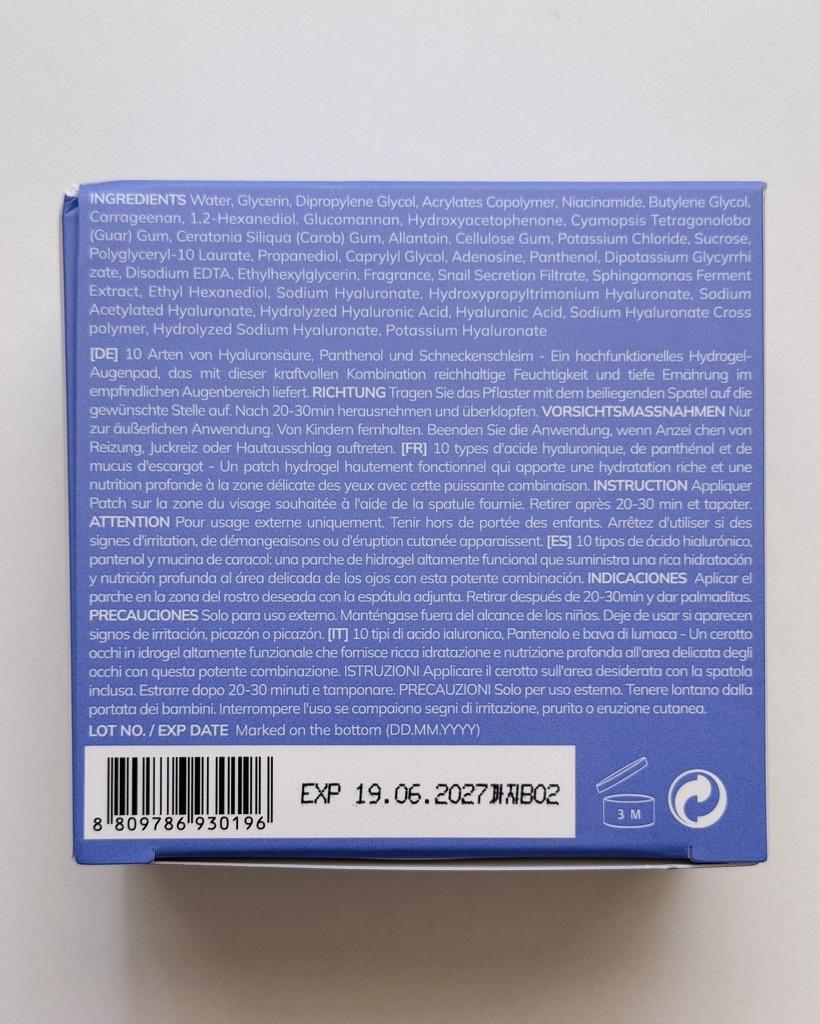 INGREDIENTS Water, Glycerin, Dipropylene Glycol, Acrylates Copolymer, Niacinamide, Butylene Glycol,
Carrageenan, 1,2-Hexanediol, Glucomannan, Hydroxyacetophenone, Cyamopsis Tetragonoloba
(Guar) Gum, Ceratonia Siliqua (Carob) Gum, Allantoin, Cellulose Gum, Potassium Chloride, Sucrose,
Polyglyceryl-10 Laurate, Propanediol, Caprylyl Glycol, Adenosine, Panthenol, Dipotassium Glycyrrhi
zate, Disodium EDTA, Ethylhexylglycerin, Fragrance, Snail Secretion Filtrate, Sphingomonas Ferment
Extract, Ethyl Hexanediol, Sodium Hyaluronate, Hydroxypropyltrimonium Hyaluronate, Sodium
Acetylated Hyaluronate, Hydrolyzed Hyaluronic Acid, Hyaluronic Acid, Sodium Hyaluronate Cross
polymer, Hydrolyzed Sodium Hyaluronate, Potassium Hyaluronate
[DE] 10 Arten von Hyaluronsäure, Panthenol und Schneckenschleim - Ein hochfunktionelles Hydrogel-
Augenpad, das mit dieser kraftvollen Kombination reichhaltige Feuchtigkeit und tiefe Ernährung im
empfindlichen Augenbereich liefert. RICHTUNG Tragen Sie das Pflaster mit dem beiliegenden Spatel auf die
gewünschte Stelle auf. Nach 20-30min herausnehmen und überklopfen. VORSICHTSMASSNAHMEN Nur
zur äußerlichen Anwendung. Von Kindern fernhalten. Beenden Sie die Anwendung, wenn Anzei chen von
Reizung, Juckreiz oder Hautausschlag auftreten. [FR] 10 types d'acide hyaluronique, de panthénol et de
mucus d'escargot - Un patch hydrogel hautement fonctionnel qui apporte une hydratation riche et une
nutrition profonde à la zone délicate des yeux avec cette puissante combinaison. INSTRUCTION Appliquer
Patch sur la zone du visage souhaitée à l'aide de la spatule fournie. Retirer après 20-30 min et tapoter.
ATTENTION Pour usage externe uniquement. Tenir hors de portée des enfants. Arrêtez d'utiliser si des
signes d'irritation, de démangeaisons ou d'éruption cutanée apparaissent. [ES] 10 tipos de ácido hialurónico,
pantenol y mucina de caracol: una parche de hidrogel altamente funcional que suministra una rica hidratación
y nutrición profunda al área delicada de los ojos con esta potente combinación. INDICACIONES Aplicar el
parche en la zona del rostro deseada con la espátula adjunta. Retirar después de 20-30min y dar palmaditas.
PRECAUCIONES Solo para uso externo. Manténgase fuera del alcance de los niños. Deje de usar si aparecen
signos de irritación, picazón o picazón. [IT] 10 tipi di acido ialuronico, Pantenolo e bava di lumaca - Un cerotto
occhi in idrogel altamente funzionale che fornisce ricca idratazione e nutrizione profonda all'area delicata degli
occhi con questa potente combinazione. ISTRUZIONI Applicare il cerotto sull'area desiderata con la spatola
inclusa. Estrarre dopo 20-30 minuti e tamponare. PRECAUZIONI Solo per uso esterno. Tenere lontano dalla
portata dei bambini. Interrompere l'uso se compaiono segni di irritazione, prurito o eruzione cutanea.
LOT NO. / EXP DATE Marked on the bottom (DD.MM.YYYY)
EXP 19.06.2027 B02
8 809786 930196
3 M